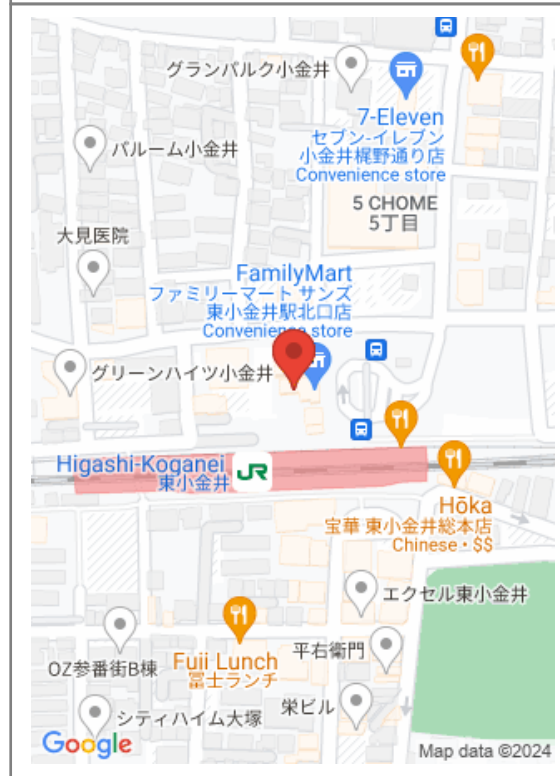 グランパルク小金井
7-Eleven
セブン-イレブン
小金井梶野通り店
Convenience store
パルーム小金井
5 CHOME
5丁目
大見医院
FamilyMart
ファミリーマート サンズ
東小金井駅北口店
Convenience store
グリーンハイツ小金井
Higashi-Koganei
東小金井
JR
Hōka
宝華 東小金井総本店
Chinese • $$
エクセル東小金井
OZ参番街B棟
Fuji Lunch
冨士ランチ
平右衛門
シティハイム大塚
栄ビル
Google
Map data ©2024